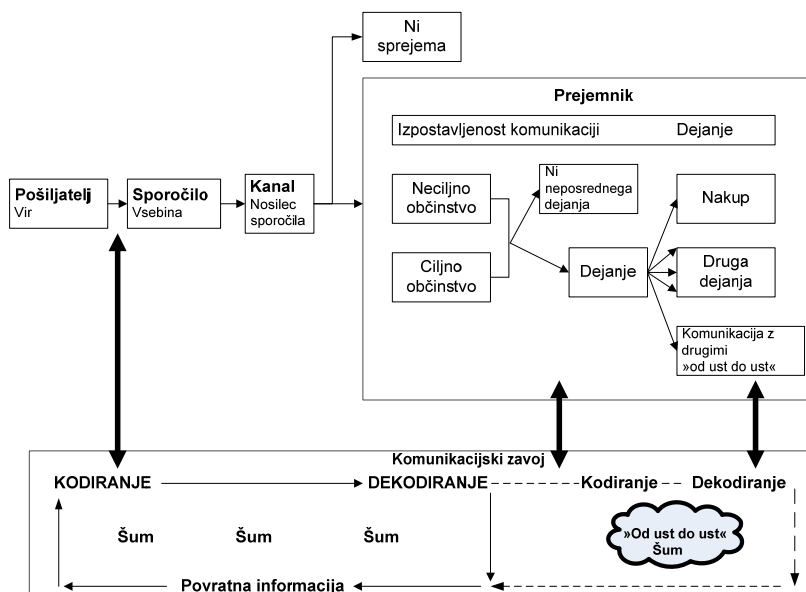 Ni
sprejema
Prejemnik
Izpostavljenost komunikaciji Dejanje
Pošiljatelj
Vir
Sporočilo
Vsebina
Kanal
Nosilec
sporočila
Neciljno
občinstvo
Ciljno
občinstvo
Ni
neposrednega
dejanja
Dejanje
Nakup
Druga
dejanja
Komunikacija z
drugimi
»od ust do ust«
Komunikacijski zavoj
KODIRANJE DEKODIRANJE Kodiranje Dekodiranje
Šum Šum Šum
»Od ust do ust«
Šum
Povratna informacija